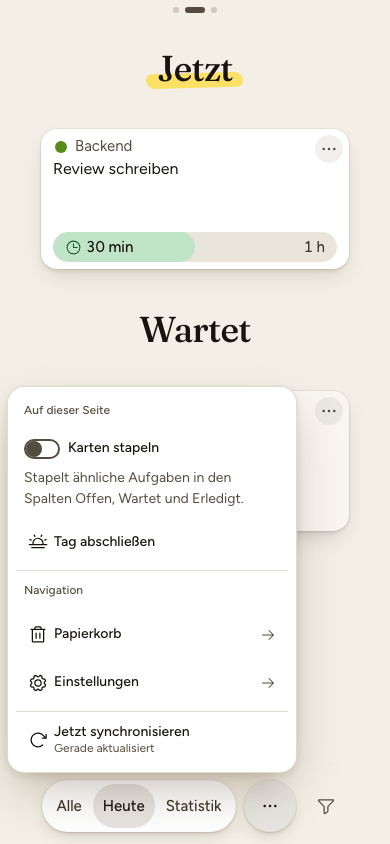 Jetzt
Backend
Review schreiben
30 min
1 h
Wartet
Auf dieser Seite
Karten stapeln
Stapelt ähnliche Aufgaben in den
Spalten Offen, Wartet und Erledigt.
Tag abschließen
Navigation
Papierkorb
Einstellungen
Jetzt synchronisieren
Gerade aktualisiert
Alle
Heute
Statistik